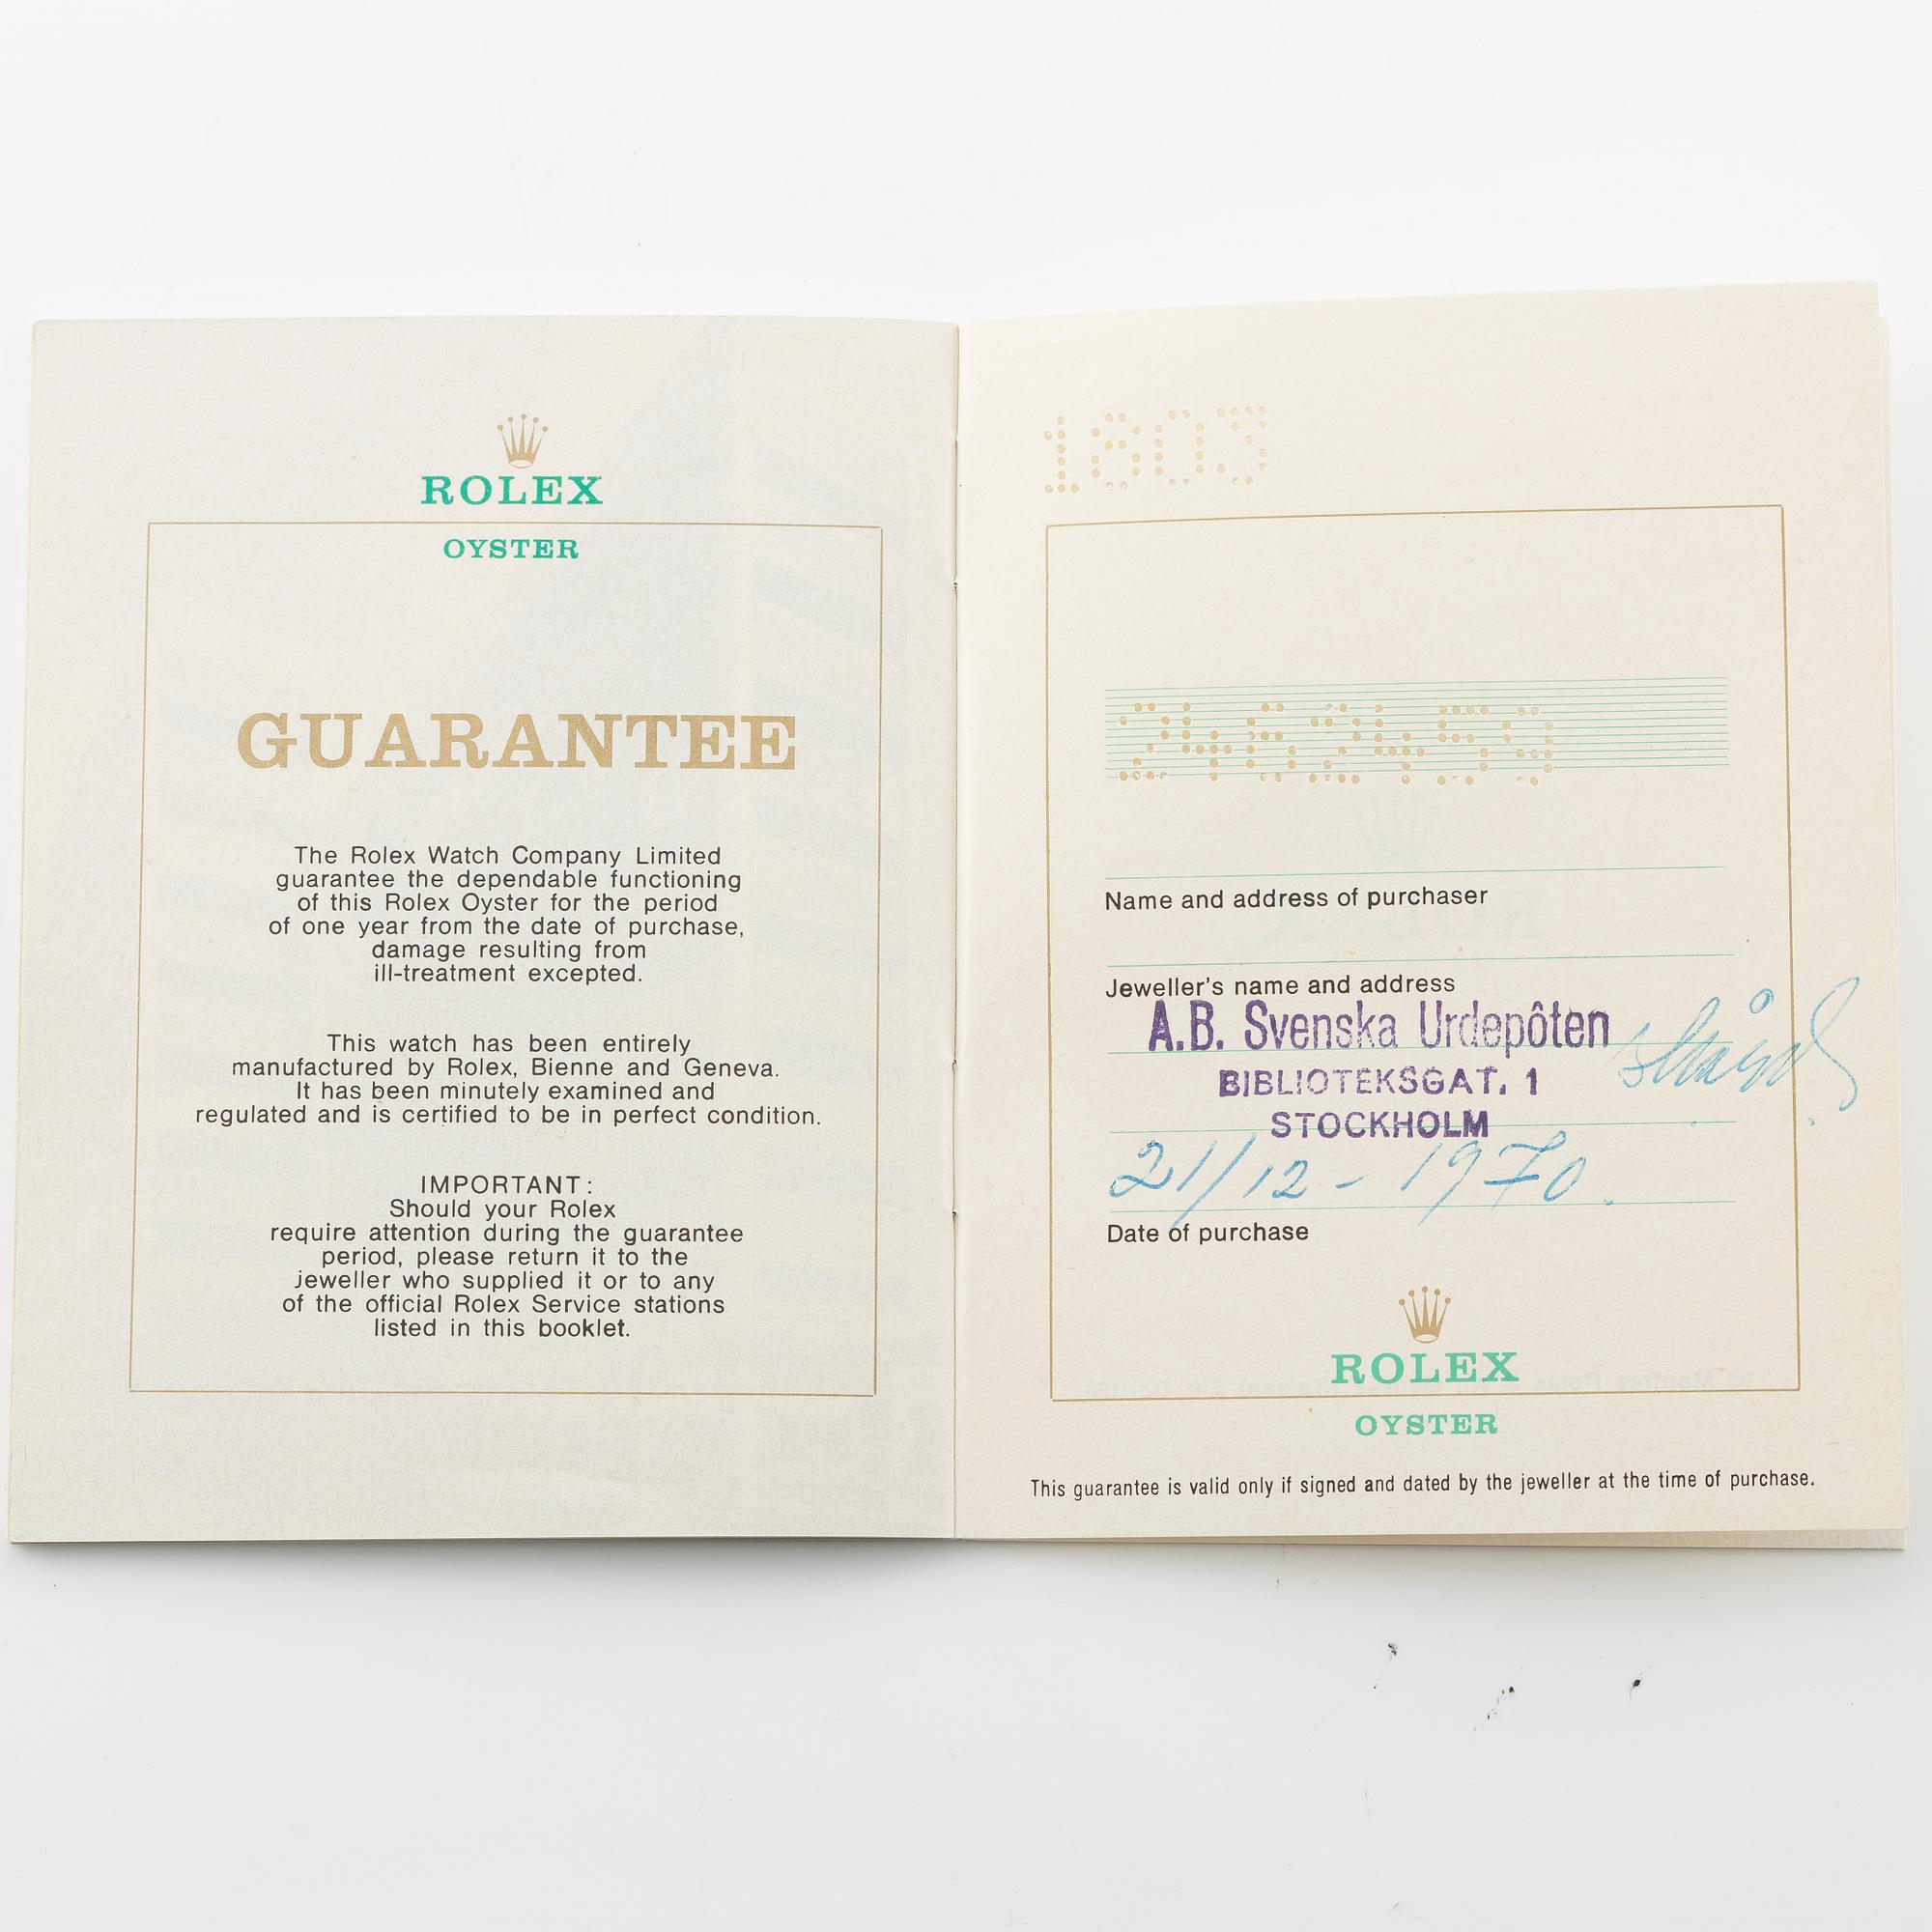 ROLEX
OYSTER
GUARANTEE
The Rolex Watch Company Limited
guarantee the dependable functioning
of this Rolex Oyster for the period
of one year from the date of purchase,
damage resulting from
ill-treatment excepted.
This watch has been entirely
manufactured by Rolex, Bienne and Geneva.
It has been minutely examined and
regulated and is certified to be in perfect condition.
IMPORTANT:
Should your Rolex
require attention during the guarantee
period, please return it to the
jeweller who supplied it or to any
of the official Rolex Service stations
listed in this booklet.
1603
Name and address of purchaser
Jeweller's name and address
A.B. Svenska Urdepôten
BIBLIOTEKSGAT. 1
STOCKHOLM
21/12 - 1970.
Date of purchase
ROLEX
OYSTER
This guarantee is valid only if signed and dated by the jeweller at the time of purchase.